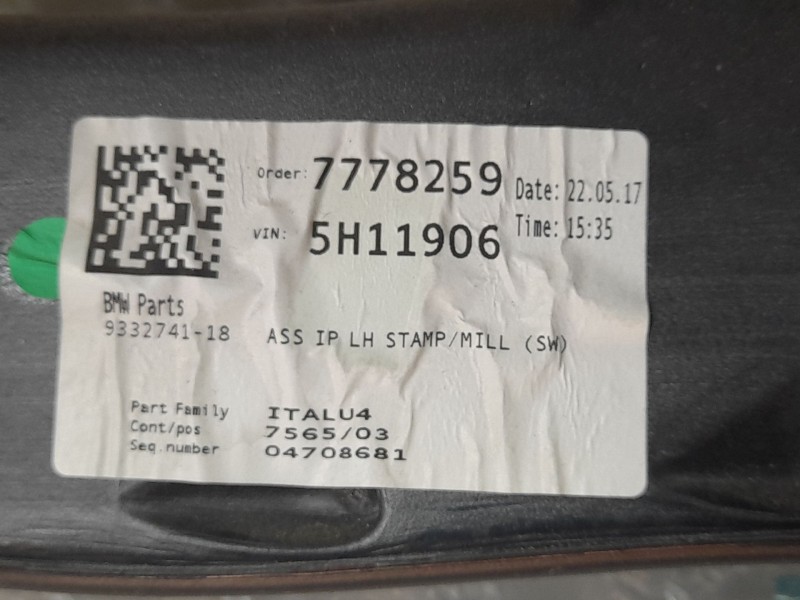 Order: 7778259
Date: 22.05.17
VIN: 5H11906
Time: 15:35
BMW Parts
9332741-18 ASS IP LH STAMP/MILL (SW)
Part Family ITALU4
Cont/pos 7565/03
Seq.number 04708681